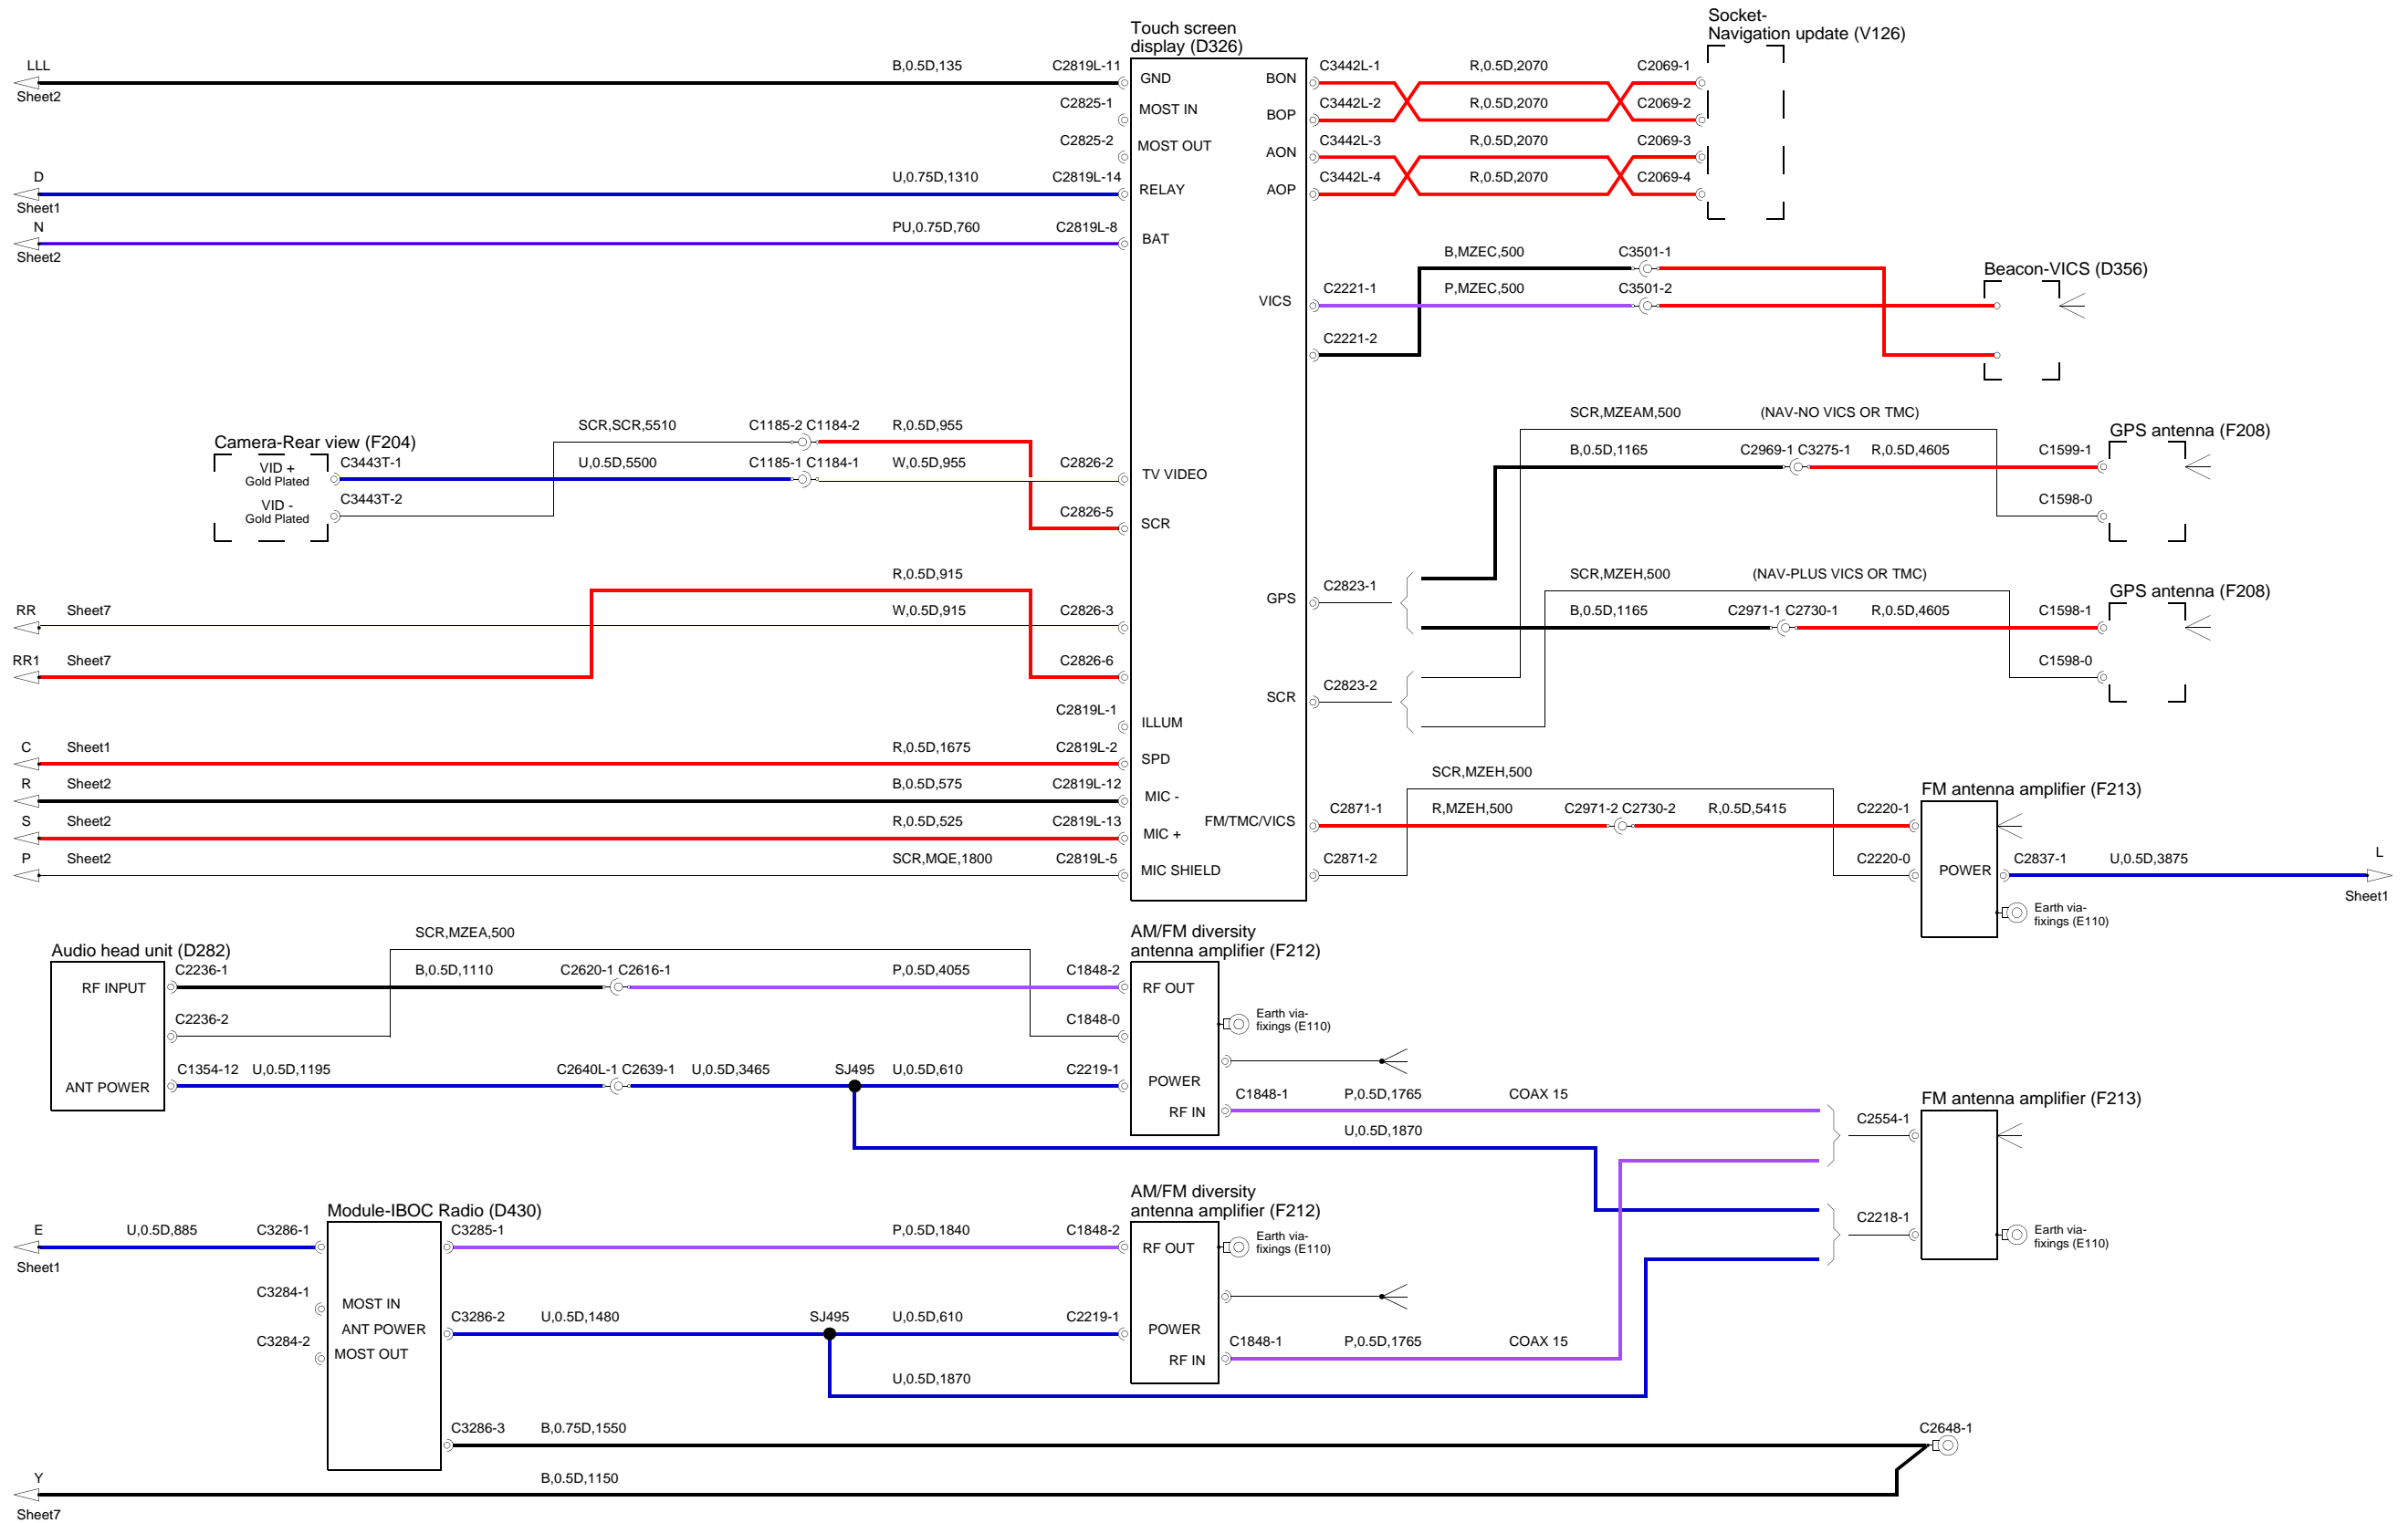 Touch screen
display (D326)
Socket-
Navigation update (V126)
LLL
Sheet2
B,0.5D,135
C2819L-11
GND
C2825-1
MOST IN
C2825-2
MOST OUT
D
Sheet1
U,0.75D,1310
C2819L-14
RELAY
N
Sheet2
PU,0.75D,760
C2819L-8
BAT
BON
C3442L-1
R,0.5D,2070
C2069-1
BOP
C3442L-2
R,0.5D,2070
C2069-2
AON
C3442L-3
R,0.5D,2070
C2069-3
AOP
C3442L-4
R,0.5D,2070
C2069-4
B,MZEC,500
C3501-1
VICS
C2221-1
P,MZEC,500
C3501-2
C2221-2
Beacon-VICS (D356)
Camera-Rear view (F204)
VID +
Gold Plated
C3443T-1
VID -
Gold Plated
C3443T-2
SCR,SCR,5510
C1185-2 C1184-2
R,0.5D,955
U,0.5D,5500
C1185-1 C1184-1
W,0.5D,955
C2826-2
TV VIDEO
C2826-5
SCR
SCR,MZEAM,500
(NAV-NO VICS OR TMC)
B,0.5D,1165
C2969-1 C3275-1
R,0.5D,4605
C1599-1
C1598-0
GPS antenna (F208)
R,0.5D,915
RR
Sheet7
W,0.5D,915
C2826-3
RR1
Sheet7
C2826-6
GPS
C2823-1
SCR,MZEH,500
(NAV-PLUS VICS OR TMC)
B,0.5D,1165
C2971-1 C2730-1
R,0.5D,4605
C1598-1
C1598-0
GPS antenna (F208)
SCR
C2823-2
C2819L-1
ILLUM
C
Sheet1
R,0.5D,1675
C2819L-2
SPD
R
Sheet2
B,0.5D,575
C2819L-12
MIC -
S
Sheet2
R,0.5D,525
C2819L-13
MIC +
P
Sheet2
SCR,MQE,1800
C2819L-5
MIC SHIELD
SCR,MZEH,500
FM/TMC/VICS
C2871-1
R,MZEH,500
C2971-2 C2730-2
R,0.5D,5415
C2220-1
C2871-2
C2220-0
FM antenna amplifier (F213)
POWER
C2837-1
U,0.5D,3875
L
Sheet1
Earth via-
fixings (E110)
Audio head unit (D282)
SCR,MZEA,500
RF INPUT
C2236-1
B,0.5D,1110
C2620-1 C2616-1
P,0.5D,4055
C1848-2
C2236-2
C1848-0
ANT POWER
C1354-12
U,0.5D,1195
C2640L-1 C2639-1
U,0.5D,3465
SJ495
U,0.5D,610
C2219-1
AM/FM diversity
antenna amplifier (F212)
RF OUT
Earth via-
fixings (E110)
POWER
RF IN
C1848-1
P,0.5D,1765
COAX 15
U,0.5D,1870
FM antenna amplifier (F213)
C2554-1
C2218-1
Earth via-
fixings (E110)
E
Sheet1
U,0.5D,885
C3286-1
Module-IBOC Radio (D430)
C3285-1
P,0.5D,1840
C1848-2
AM/FM diversity
antenna amplifier (F212)
RF OUT
Earth via-
fixings (E110)
C3284-1
MOST IN
ANT POWER
C3284-2
MOST OUT
C3286-2
U,0.5D,1480
SJ495
U,0.5D,610
C2219-1
POWER
RF IN
C1848-1
P,0.5D,1765
COAX 15
U,0.5D,1870
C3286-3
B,0.75D,1550
C2648-1
Y
Sheet7
B,0.5D,1150